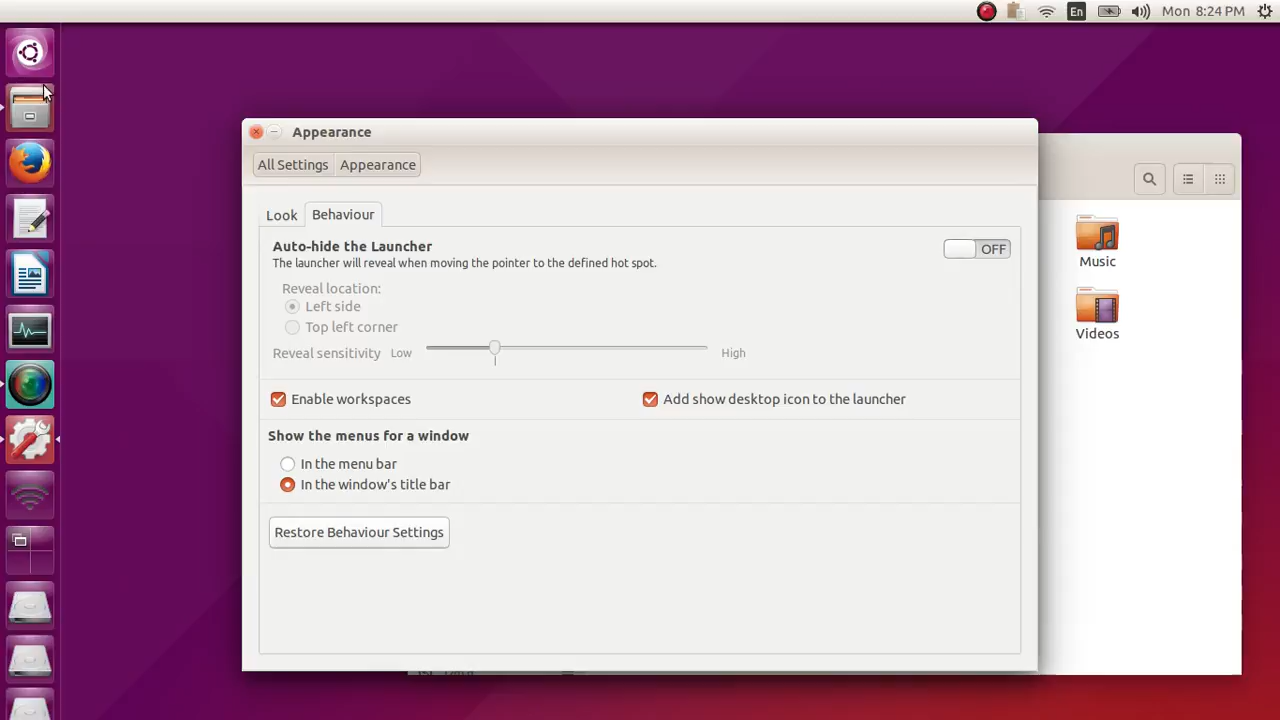 En
Mon 8:24 PM
Appearance
All Settings
Appearance
Look
Behaviour
Auto-hide the Launcher
OFF
The launcher will reveal when moving the pointer to the defined hot spot.
Reveal location:
Left side
Top left corner
Reveal sensitivity
Low
High
Enable workspaces
Add show desktop icon to the launcher
Show the menus for a window
In the menu bar
In the window's title bar
Restore Behaviour Settings
Music
Videos